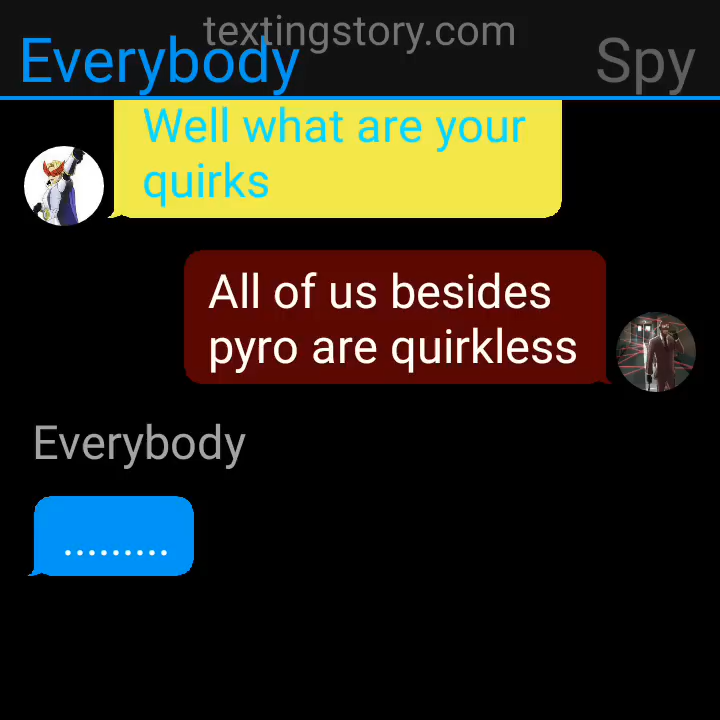 textingstory.com
Everybody Spy
Well what are your
quirks
All of us besides
pyro are quirkless
Everybody
.........